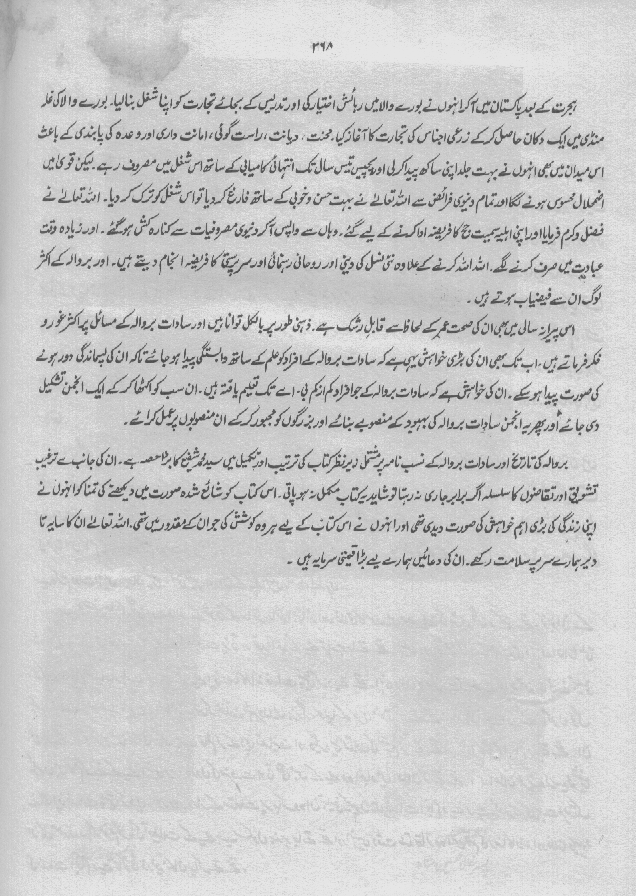 ۳۶۸
ہجرت کے بعد پاکستان میں آکر انہوں نے بورے والا میں رہائش اختیار کی اور تدریس کے بجائے تجارت کو اپنا شغل بنا لیا۔ بورے والا کی غلہ
منڈی میں ایک دکان حاصل کر کے زرعی اجناس کی تجارت کا آغاز کیا۔ محنت، دیانت، راست گوئی، امانت داری اور وعدہ کی پابندی کے باعث
اس میدان میں بھی انہوں نے بہت جلد اپنی ساکھ پیدا کر لی اور پچیس تیس سال تک انتہائی کامیابی کے ساتھ اس شغل میں مصروف رہے۔ لیکن قویٰ میں
اضمحلال محسوس ہونے لگا اور تمام دنیوی فرائض سے اللہ تعالےٰ نے بہت حسن و خوبی کے ساتھ فارغ کر دیا تو اس شغل کو ترک کر دیا۔ اللہ تعالےٰ نے
فضل و کرم فرمایا اور اپنی اہلیہ سمیت حج کا فریضہ ادا کرنے کے لیے گئے۔ وہاں سے واپس آکر دنیوی مصروفیات سے کنارہ کش ہو گئے۔ اور زیادہ وقت
عبادت میں صرف کرنے لگے۔ اللہ اللہ کرنے کے علاوہ نئی نسل کی دینی اور روحانی رہنمائی اور سرپرستی کا فریضہ انجام دیتے ہیں۔ اور بروالہ کے اکثر
لوگ ان سے فیضیاب ہوتے ہیں۔
اس پیرانہ سالی میں بھی ان کی صحت عمر کے لحاظ سے قابلِ رشک ہے۔ ذہنی طور پر بالکل توانا ہیں اور سادات بروالہ کے مسائل پر اکثر غور و
فکر فرماتے ہیں۔ اب تک بھی ان کی بڑی خواہش یہی ہے کہ سادات بروالہ کے افراد کو علم کے ساتھ وابستگی پیدا ہو جائے تاکہ ان کی پسماندگی دور ہونے
کی صورت پیدا ہو سکے۔ ان کی خواہش ہے کہ سادات بروالہ کے جو افراد کم از کم بی۔اے تک تعلیم یافتہ ہیں۔ ان سب کو اکٹھا کر کے ایک انجمن تشکیل
دی جائے اور پھر یہ انجمن سادات بروالہ کی بہبود کے منصوبے بنائے اور بزرگوں کو مجبور کر کے ان منصوبوں پر عمل کرائے۔
بروالہ کی تاریخ اور سادات بروالہ کے نسب نامہ پر مشتمل زیر نظر کتاب کی ترتیب اور تکمیل میں سید محمد شفیع کا بڑا حصہ ہے۔ ان کی جانب سے ترغیب
تشویق اور تقاضوں کا سلسلہ اگر برابر جاری نہ رہتا تو شاید یہ کتاب مکمل نہ ہو پاتی۔ اس کتاب کو شائع شدہ صورت میں دیکھنے کی تمنا کو انہوں نے
اپنی زندگی کی بڑی اہم خواہش کی صورت دیدی تھی اور انہوں نے اس کتاب کے لیے ہر وہ کوشش کی جو ان کے مقدور میں تھی۔ اللہ تعالےٰ ان کا سایہ تا
دیر ہمارے سر پر سلامت رکھے۔ ان کی دعائیں ہمارے لیے بڑا قیمتی سرمایہ ہیں۔